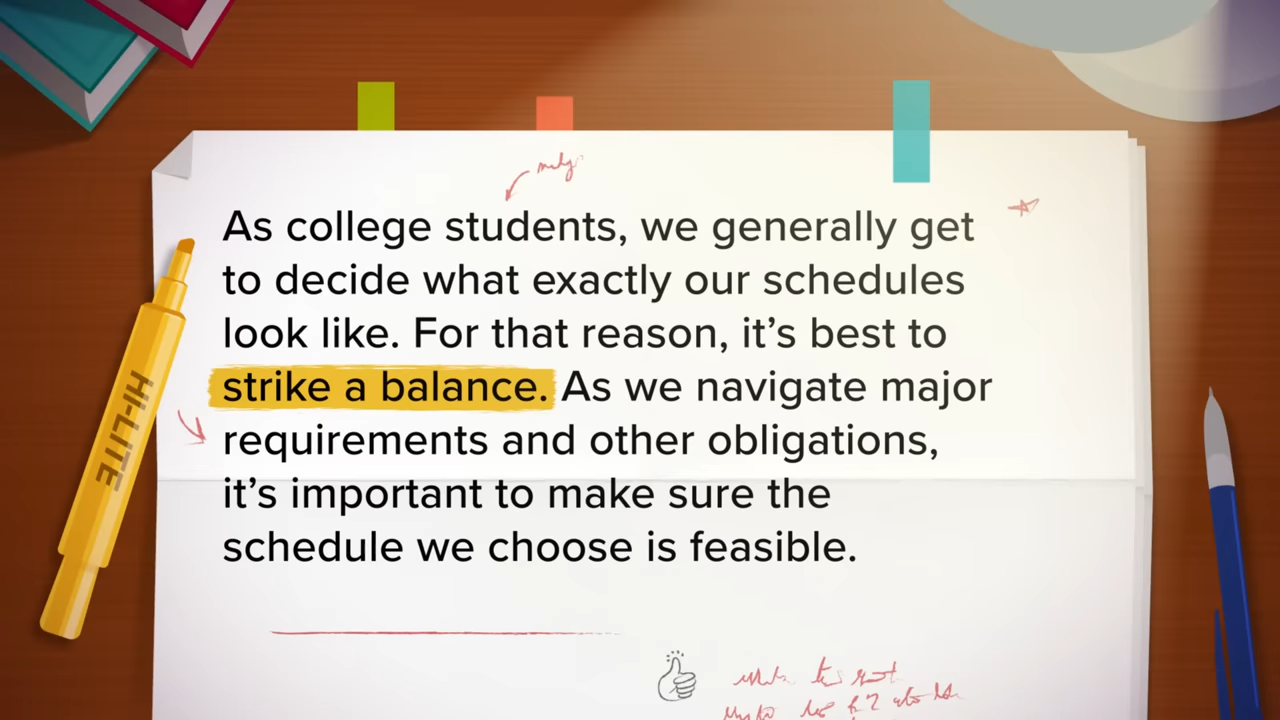 As college students, we generally get
to decide what exactly our schedules
look like. For that reason, it’s best to
strike a balance. As we navigate major
requirements and other obligations,
it’s important to make sure the
schedule we choose is feasible.
HI-LITE